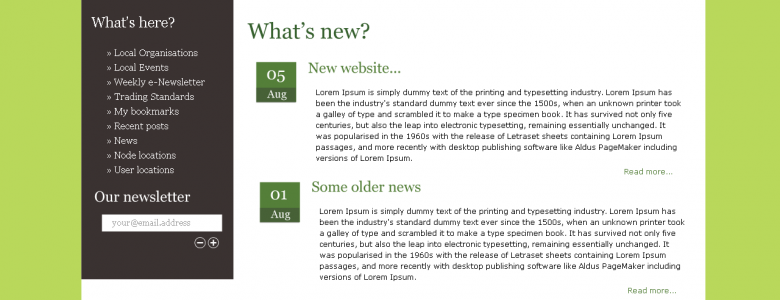 What's here?
» Local Organisations
» Local Events
» Weekly e-Newsletter
» Trading Standards
» My bookmarks
» Recent posts
» News
» Node locations
» User locations
Our newsletter
your@email.address
What's new?
05
Aug
New website...
Lorem Ipsum is simply dummy text of the printing and typesetting industry. Lorem Ipsum has
been the industry's standard dummy text ever since the 1500s, when an unknown printer took
a galley of type and scrambled it to make a type specimen book. It has survived not only five
centuries, but also the leap into electronic typesetting, remaining essentially unchanged. It
was popularised in the 1960s with the release of Letraset sheets containing Lorem Ipsum
passages, and more recently with desktop publishing software like Aldus PageMaker including
versions of Lorem Ipsum.
Read more...
01
Aug
Some older news
Lorem Ipsum is simply dummy text of the printing and typesetting industry. Lorem Ipsum has
been the industry's standard dummy text ever since the 1500s, when an unknown printer took
a galley of type and scrambled it to make a type specimen book. It has survived not only five
centuries, but also the leap into electronic typesetting, remaining essentially unchanged. It
was popularised in the 1960s with the release of Letraset sheets containing Lorem Ipsum
passages, and more recently with desktop publishing software like Aldus PageMaker including
versions of Lorem Ipsum.
Read more...